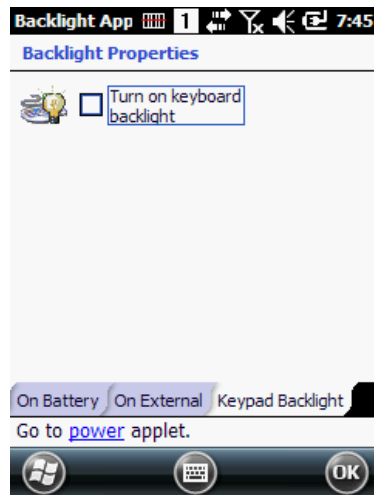 Backlight App 1 7:45
Backlight Properties
Turn on keyboard
backlight
On Battery On External Keypad Backlight
Go to power applet.
OK